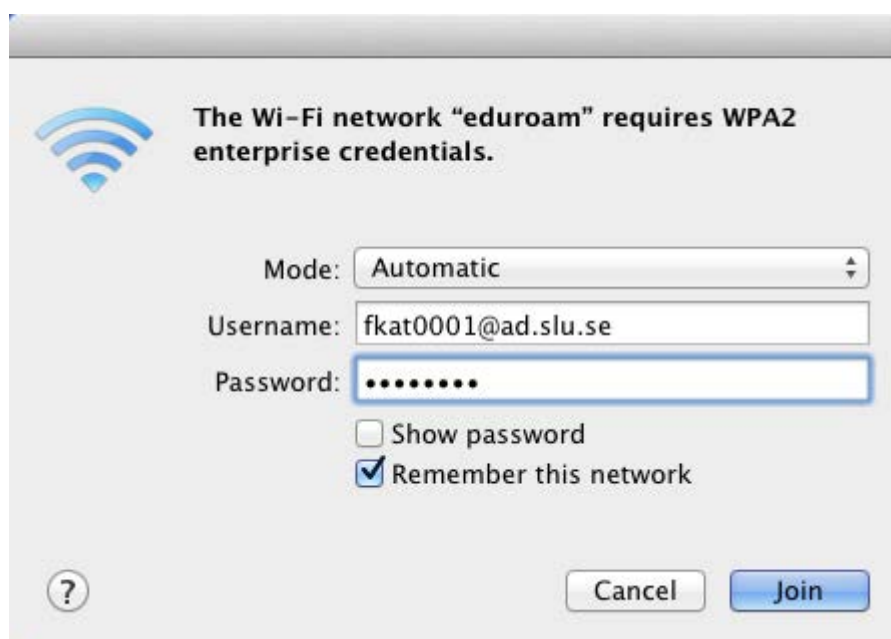 The Wi-Fi network “eduroam” requires WPA2
enterprise credentials.
Mode: Automatic
Username: fkat0001@ad.slu.se
Password: ••••••••
Show password
Remember this network
? Cancel Join